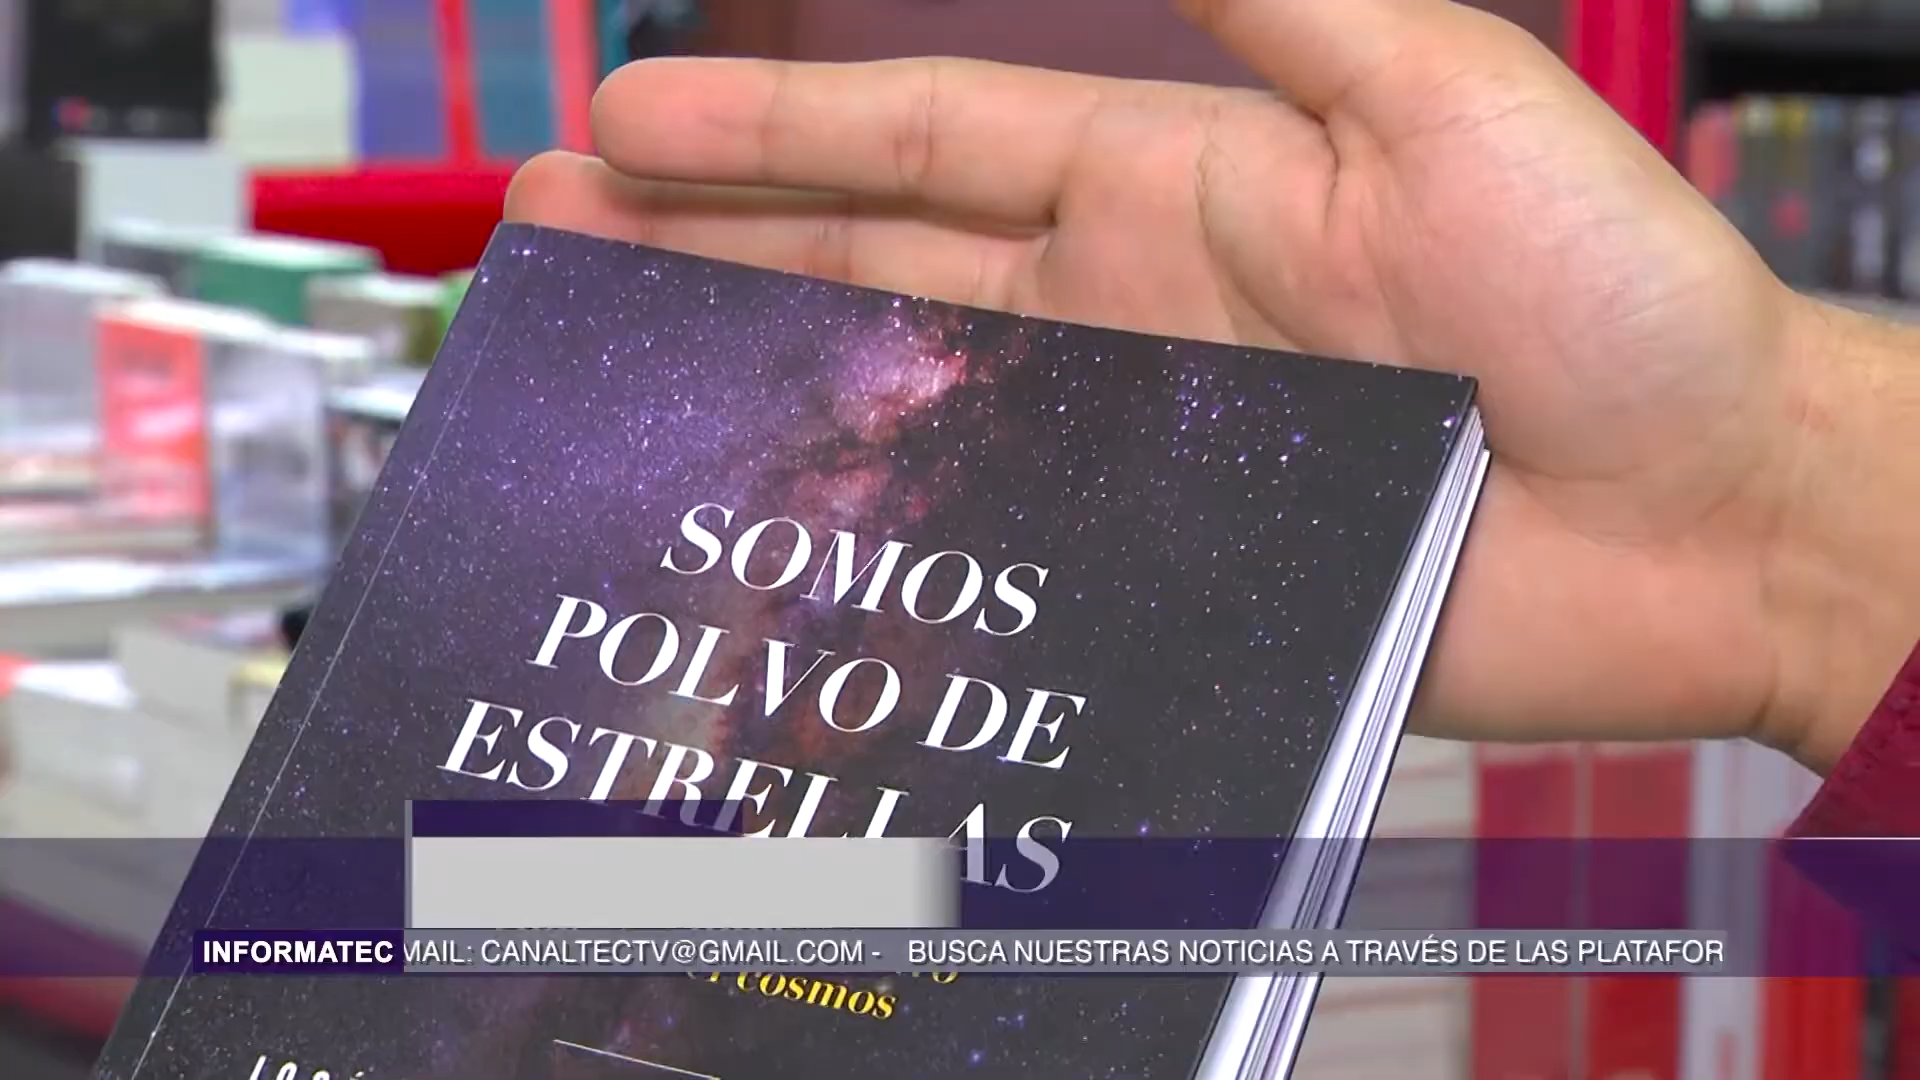 SOMOS
POLVO DE
ESTRELLAS
cosmos
INFORMATEC
MAIL: CANALTECTV@GMAIL.COM - BUSCA NUESTRAS NOTICIAS A TRAVÉS DE LAS PLATAFOR